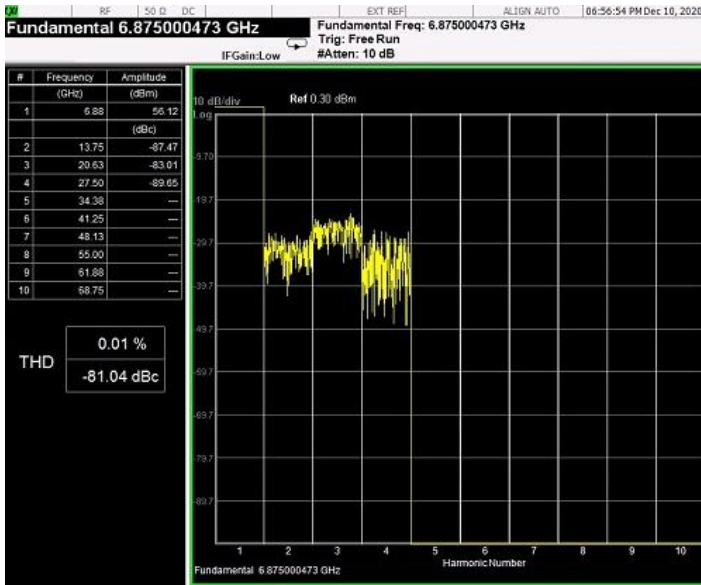 RF 50 Ω DC EXT REF ALIGN AUTO 06:56:54 PM Dec 10, 2020
Fundamental 6.875000473 GHz
Fundamental Freq: 6.875000473 GHz
Trig: Free Run
IFGain:Low #Atten: 10 dB
# Frequency Amplitude
(GHz) (dBm)
1 6.88 56.12
(dBc)
2 13.75 -87.47
3 20.63 -83.01
4 27.50 -89.65
5 34.38 ---
6 41.25 ---
7 48.13 ---
8 55.00 ---
9 61.88 ---
10 68.75 ---
THD
0.01 %
-81.04 dBc
10 dB/div Ref 0.30 dBm
Log
-9.70
-19.7
-29.7
-39.7
-49.7
-59.7
-69.7
-79.7
-89.7
1 2 3 4 5 6 7 8 9 10
Harmonic Number
Fundamental 6.875000473 GHz